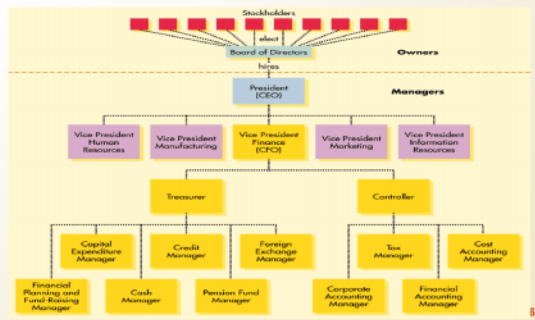 Stockholders
elect
Board of Directors
Owners
hires
President
(CEO)
Managers
Vice President
Human
Resources
Vice President
Manufacturing
Vice President
Finance
(CFO)
Vice President
Marketing
Vice President
Information
Resources
Treasurer
Controller
Capital
Expenditure
Manager
Credit
Manager
Foreign
Exchange
Manager
Tax
Manager
Cost
Accounting
Manager
Financial
Planning and
Fund-Raising
Manager
Cash
Manager
Pension Fund
Manager
Corporate
Accounting
Manager
Financial
Accounting
Manager
6